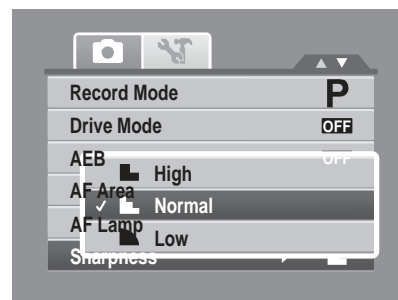 Record Mode P
Drive Mode OFF
AEB OFF
High
AF Area
Normal
AF Lamp
Low
Sharpness